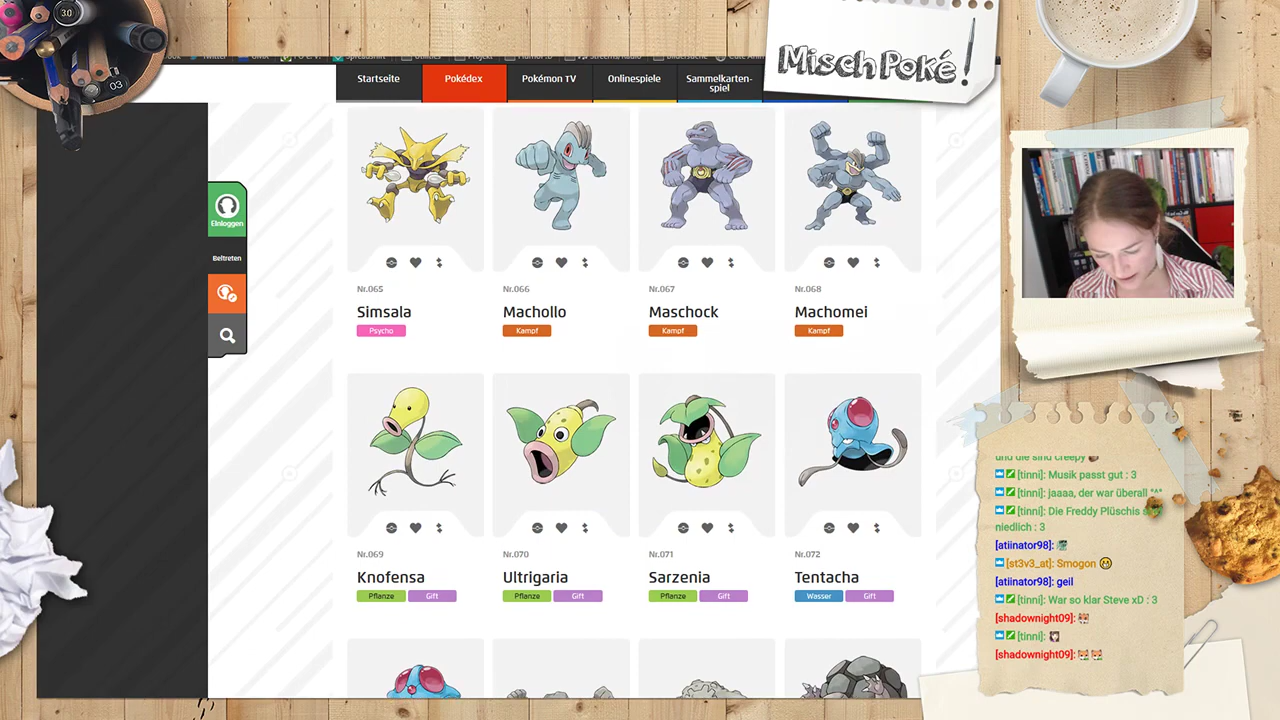 3.0
03
Misch Poké!
Startseite
Pokédex
Pokémon TV
Onlinespiele
Sammelkarten-
spiel
Einloggen
Beitreten
Nr.065
Nr.066
Nr.067
Nr.068
Simsala
Machollo
Maschock
Machomei
Psycho
Kampf
Kampf
Kampf
Nr.069
Nr.070
Nr.071
Nr.072
Knofensa
Ultrigaria
Sarzenia
Tentacha
Pflanze Gift
Pflanze Gift
Pflanze Gift
Wasser Gift
und die sind creepy
[tinni]: Musik passt gut : 3
[tinni]: jaaaa, der war überall °^°
[tinni]: Die Freddy Plüschis
niedlich : 3
[atiinator98]:
[st3v3_at]: Smogon
[atiinator98]: geil
[tinni]: War so klar Steve xD : 3
[shadownight09]:
[tinni]:
[shadownight09]: